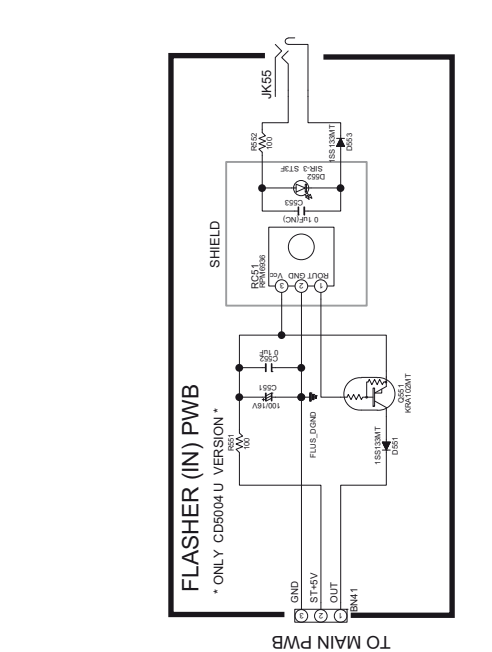 JK55
R552
100
1SS133MT
D553
SIR-3 ST3F
D552
C553
0.1uF(NC)
SHIELD
RC51
RPM6936
Vcc
GND
ROUT
3
2
1
C552
0.1uF
C551
100/16V
R551
100
FLUS_DGND
Q551
KRA102MT
1SS133MT
D551
FLASHER (IN) PWB
* ONLY CD5004 U VERSION *
GND
ST+5V
OUT
3
2
1
BN41
TO MAIN PWB